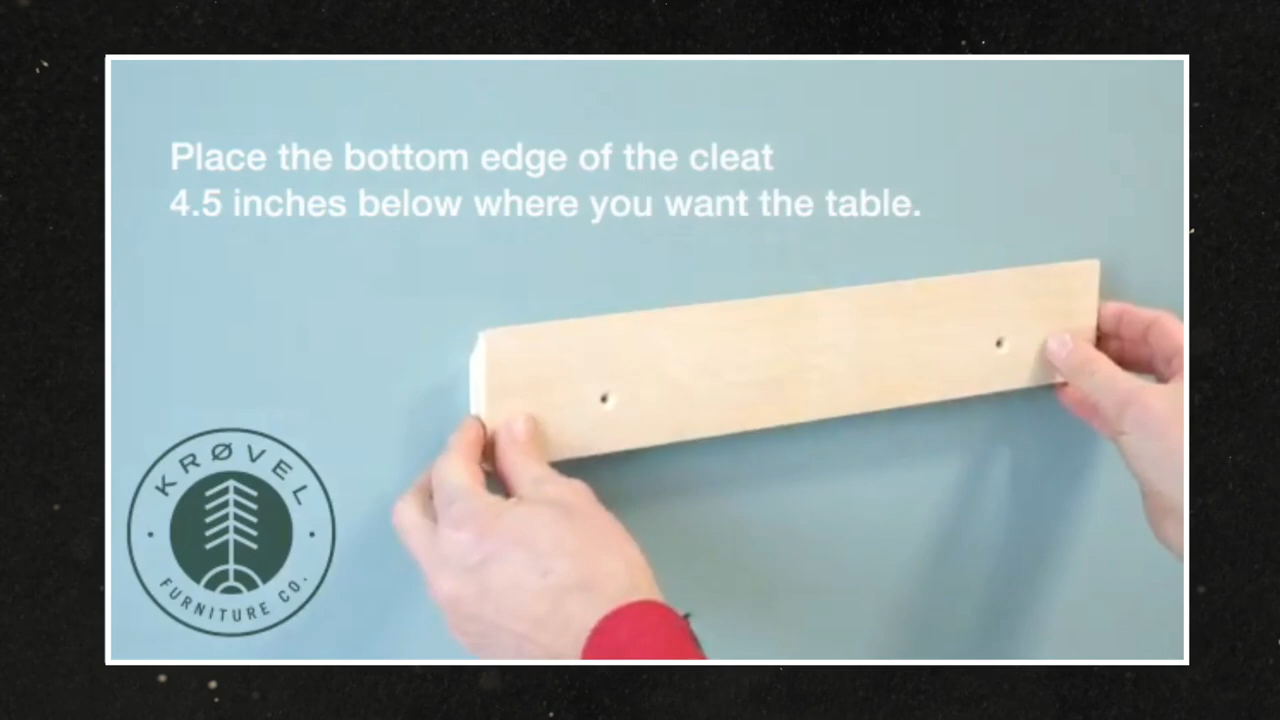 Place the bottom edge of the cleat
4.5 inches below where you want the table.
KRØVEL
FURNITURE CO.